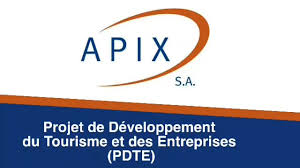 APIX
S.A.
Projet de Développement
du Tourisme et des Entreprises
(PDTE)